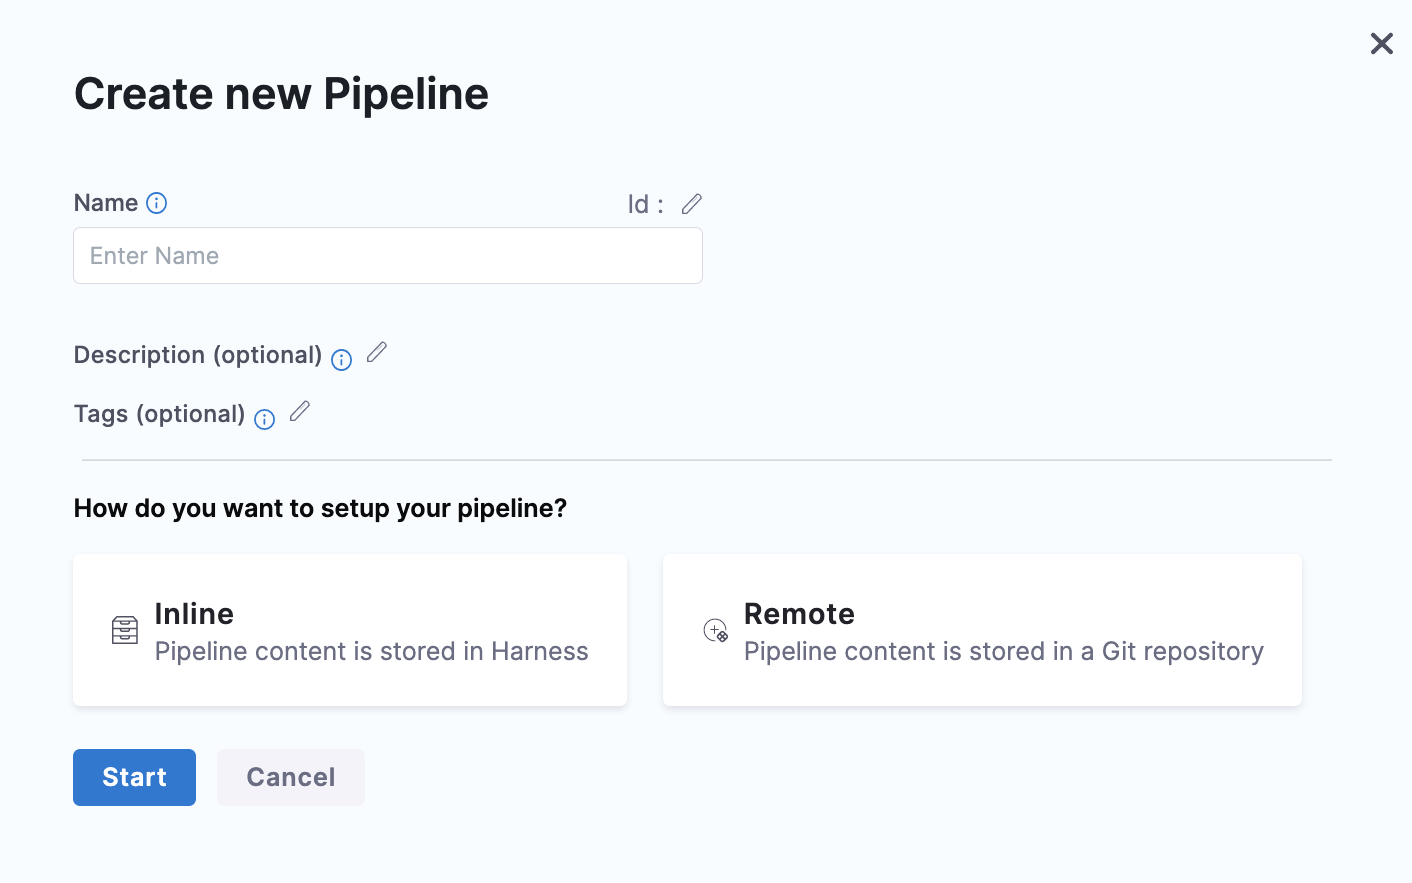 Create new Pipeline
Name
Id :
Enter Name
Description (optional)
Tags (optional)
How do you want to setup your pipeline?
Inline
Pipeline content is stored in Harness
Remote
Pipeline content is stored in a Git repository
Start
Cancel